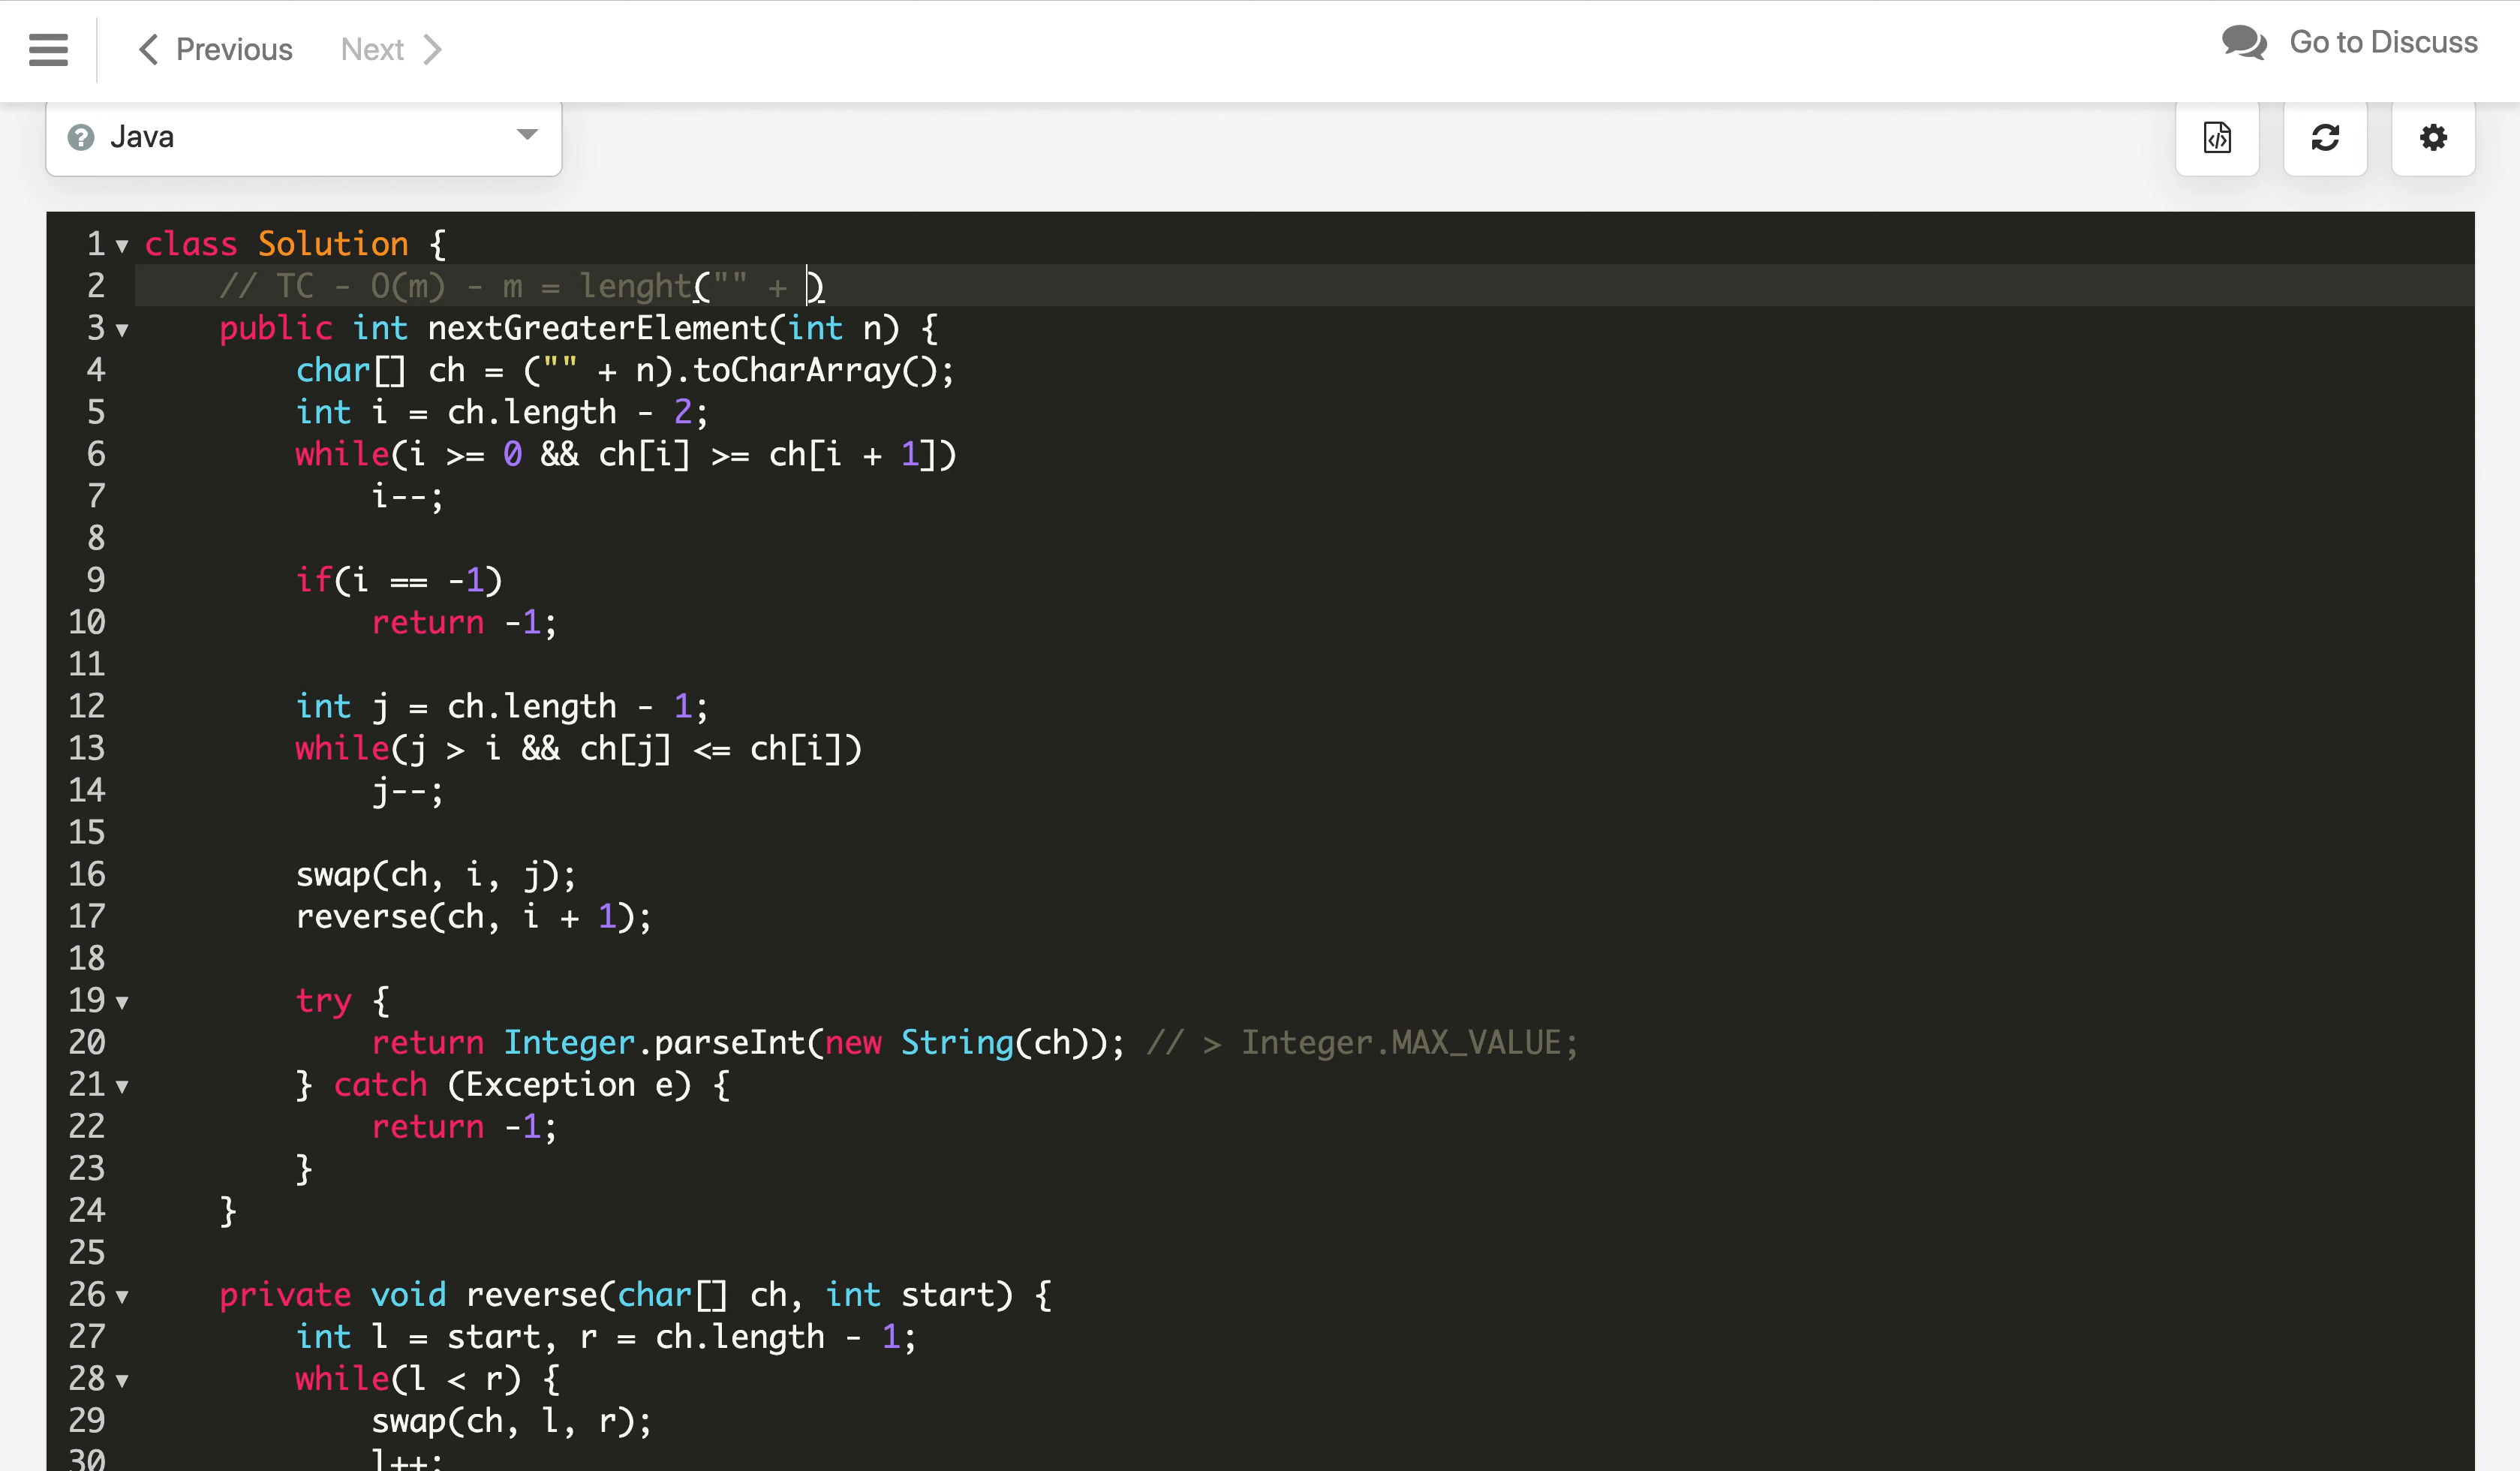 Previous Next Go to Discuss
Java
1 class Solution {
2 // TC - O(m) - m = lenght("" + )
3 public int nextGreaterElement(int n) {
4 char[] ch = ("" + n).toCharArray();
5 int i = ch.length - 2;
6 while(i >= 0 && ch[i] >= ch[i + 1])
7 i--;
8
9 if(i == -1)
10 return -1;
11
12 int j = ch.length - 1;
13 while(j > i && ch[j] <= ch[i])
14 j--;
15
16 swap(ch, i, j);
17 reverse(ch, i + 1);
18
19 try {
20 return Integer.parseInt(new String(ch)); // > Integer.MAX_VALUE;
21 } catch (Exception e) {
22 return -1;
23 }
24 }
25
26 private void reverse(char[] ch, int start) {
27 int l = start, r = ch.length - 1;
28 while(l < r) {
29 swap(ch, l, r);
30 l++;